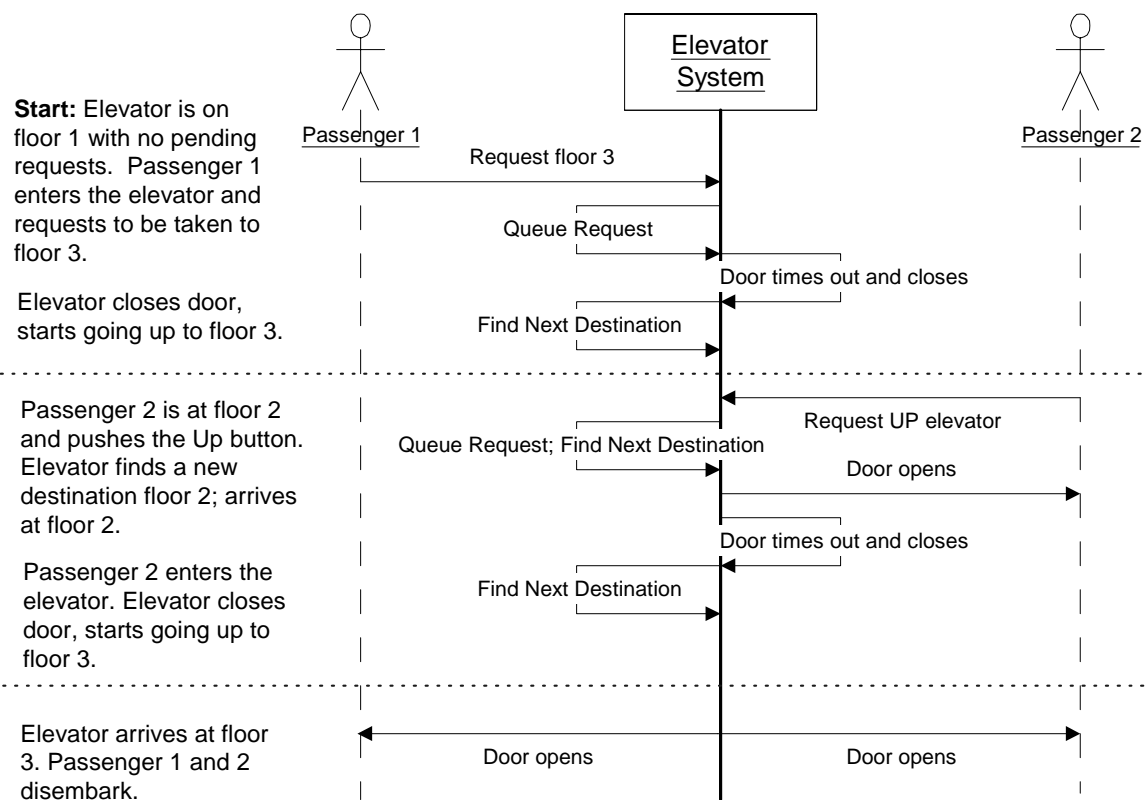 Elevator
System
Passenger 1
Passenger 2
Start: Elevator is on
floor 1 with no pending
requests. Passenger 1
enters the elevator and
requests to be taken to
floor 3.
Request floor 3
Queue Request
Door times out and closes
Elevator closes door,
starts going up to floor 3.
Find Next Destination
Passenger 2 is at floor 2
and pushes the Up button.
Elevator finds a new
destination floor 2; arrives
at floor 2.
Request UP elevator
Queue Request; Find Next Destination
Door opens
Door times out and closes
Passenger 2 enters the
elevator. Elevator closes
door, starts going up to
floor 3.
Find Next Destination
Elevator arrives at floor
3. Passenger 1 and 2
disembark.
Door opens
Door opens